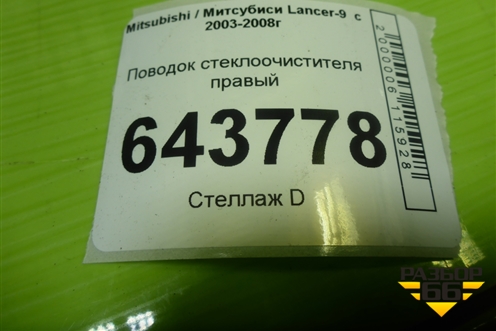 Mitsubishi / Митсубиси Lancer-9 с
2003-2008г
Поводок стеклоочистителя
правый
643778
Стеллаж D
2000006115928
РАЗБОР
66